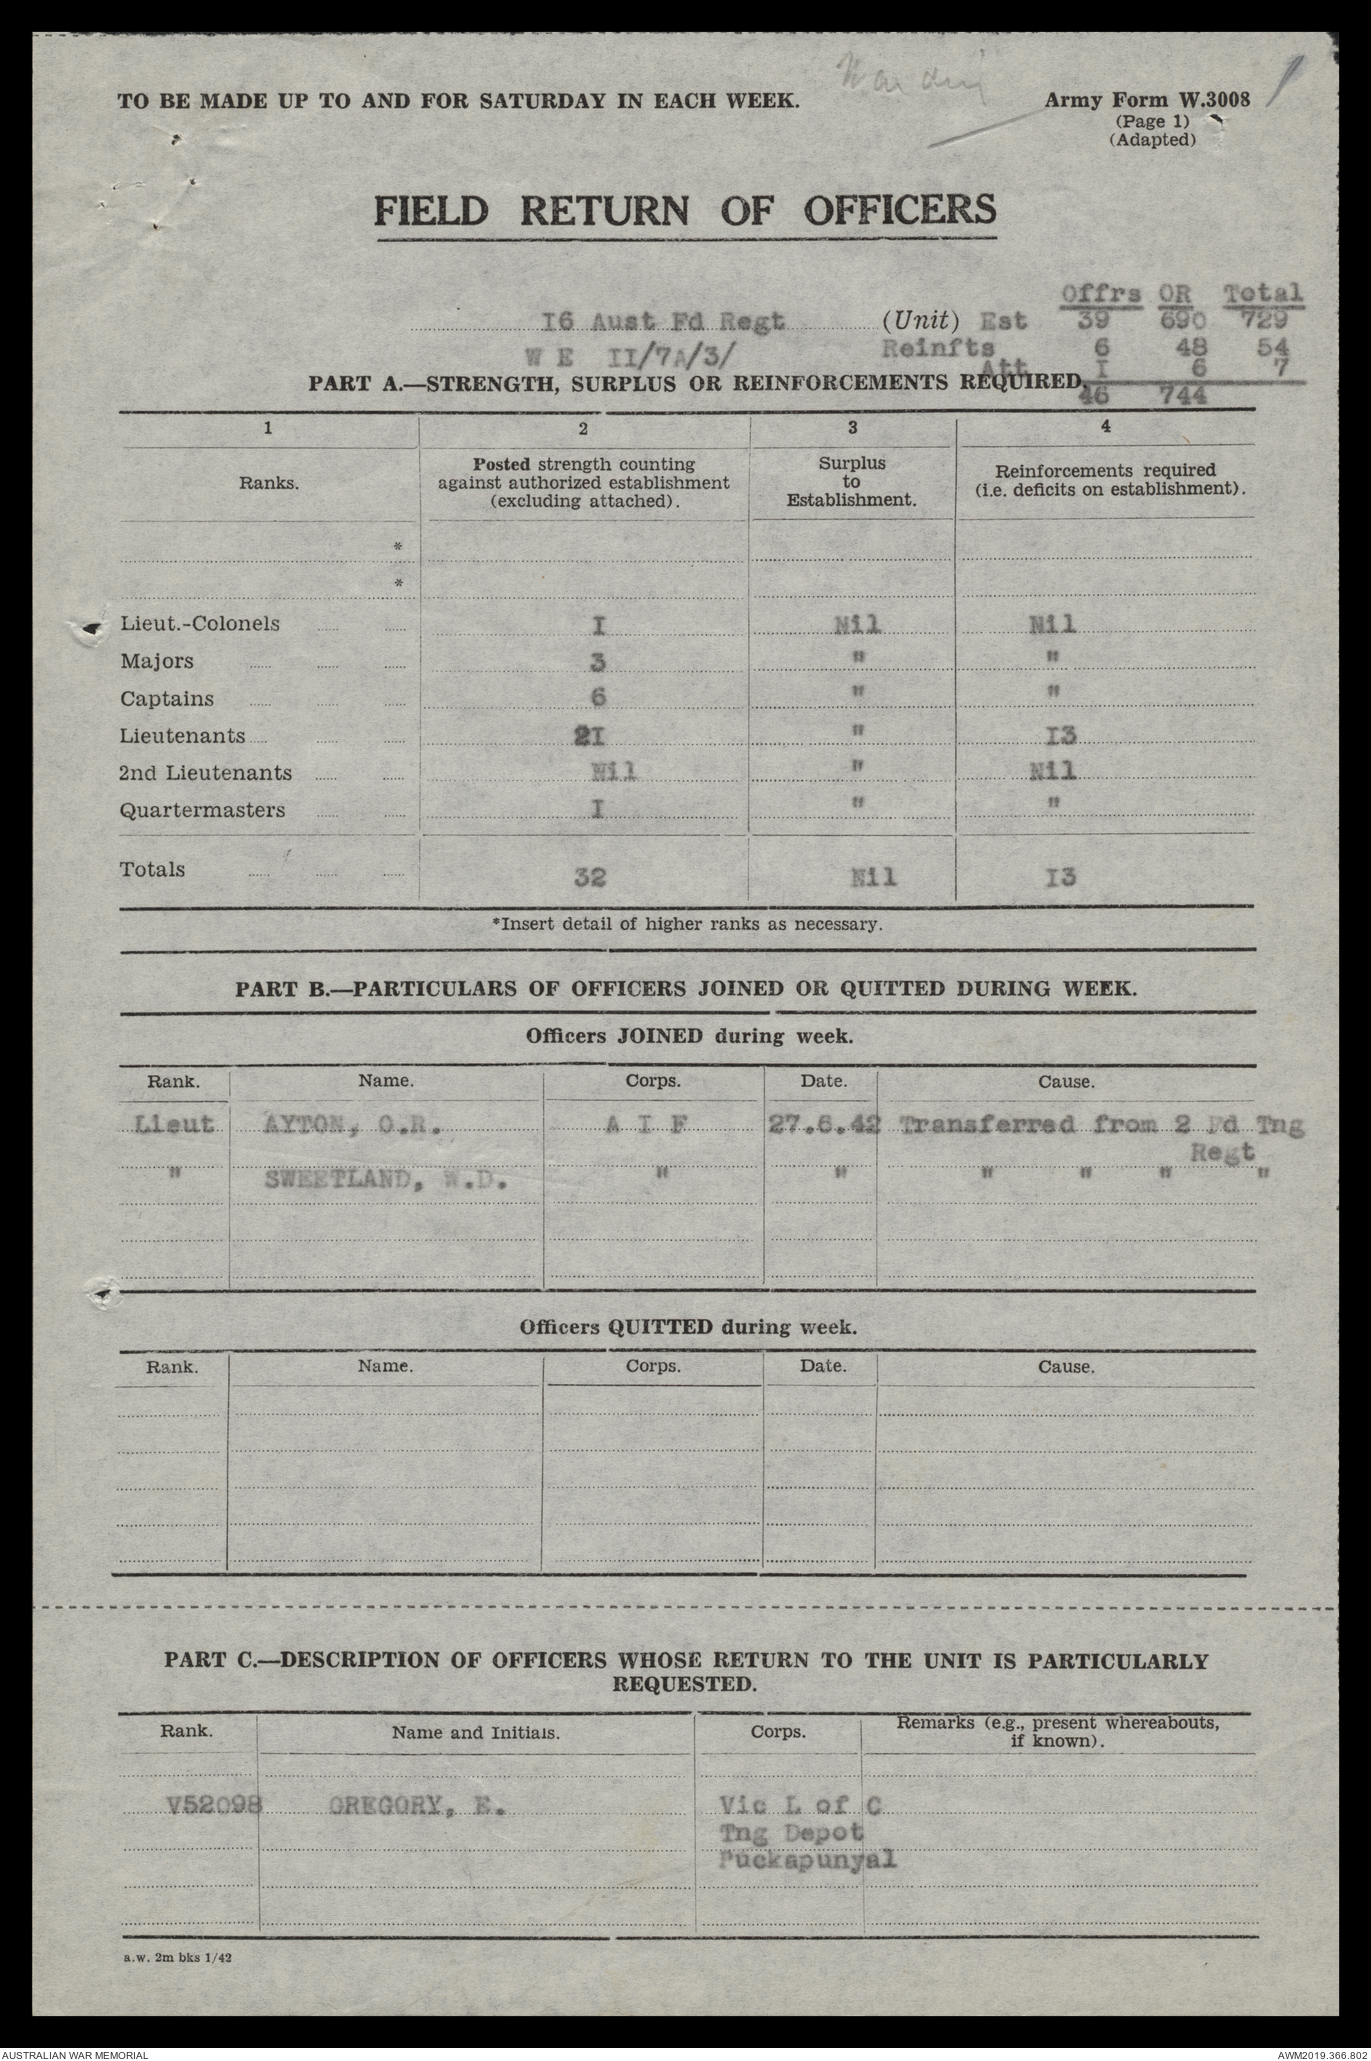 War diary
TO BE MADE UP TO AND FOR SATURDAY IN EACH WEEK.
Army Form W.3008
(Page 1)
(Adapted)
FIELD RETURN OF OFFICERS
Offrs OR Total
I6 Aust Fd Regt (Unit) Est 39 690 729
W E II/7A/3/ Reinfts 6 48 54
Att I 6 7
PART A.—STRENGTH, SURPLUS OR REINFORCEMENTS REQUIRED.
46 744
1 2 3 4
Ranks. Posted strength counting against authorized establishment (excluding attached). Surplus to Establishment. Reinforcements required (i.e. deficits on establishment).
*
*
Lieut.-Colonels I Nil Nil
Majors 3 " "
Captains 6 " "
Lieutenants 2I " I3
2nd Lieutenants Nil " Nil
Quartermasters I " "
Totals 32 Nil I3
*Insert detail of higher ranks as necessary.
PART B.—PARTICULARS OF OFFICERS JOINED OR QUITTED DURING WEEK.
Officers JOINED during week.
Rank. Name. Corps. Date. Cause.
Lieut AYTON, O.R. A I F 27.6.42 Transferred from 2 Fd Tng
Regt
" SWEETLAND, W.D. " " " " " "
Officers QUITTED during week.
Rank. Name. Corps. Date. Cause.
PART C.—DESCRIPTION OF OFFICERS WHOSE RETURN TO THE UNIT IS PARTICULARLY
REQUESTED.
Rank. Name and Initials. Corps. Remarks (e.g., present whereabouts, if known).
V52098 GREGORY, E. Vic L of C
Tng Depot
Puckapunyal
a.w. 2m bks 1/42
AUSTRALIAN WAR MEMORIAL
AWM2019.366.802